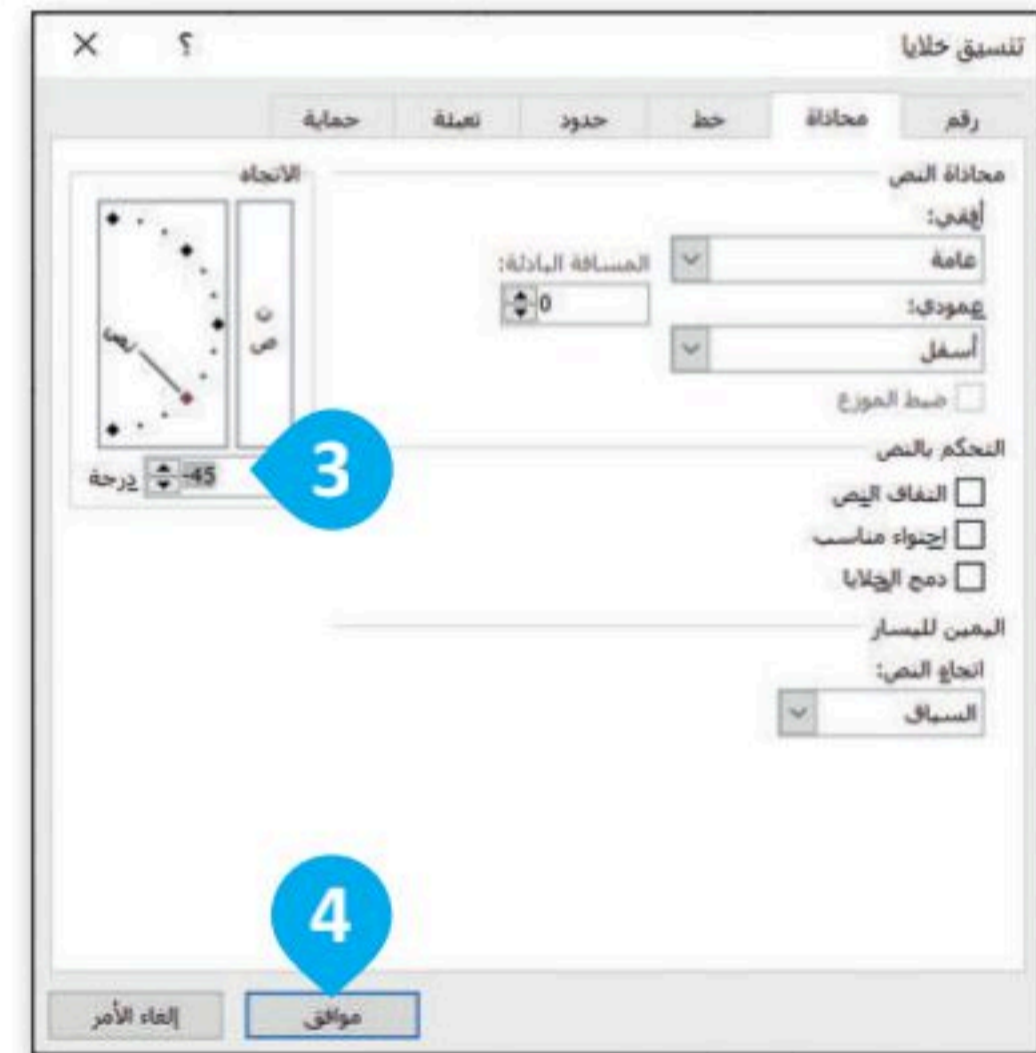 تنسيق خلايا
؟ ×
رقم محاذاة خط حدود تعبئة حماية
محاذاة النص
أفقي:
عامة
المسافة البادئة:
0
عمودي:
أسفل
ضبط الموزع
الاتجاه
ن
ص
نص
-45 درجة
3
التحكم بالنص
التفاف النص
احتواء مناسب
دمج الخلايا
اليمين لليسار
اتجاه النص:
السياق
4
موافق
إلغاء الأمر